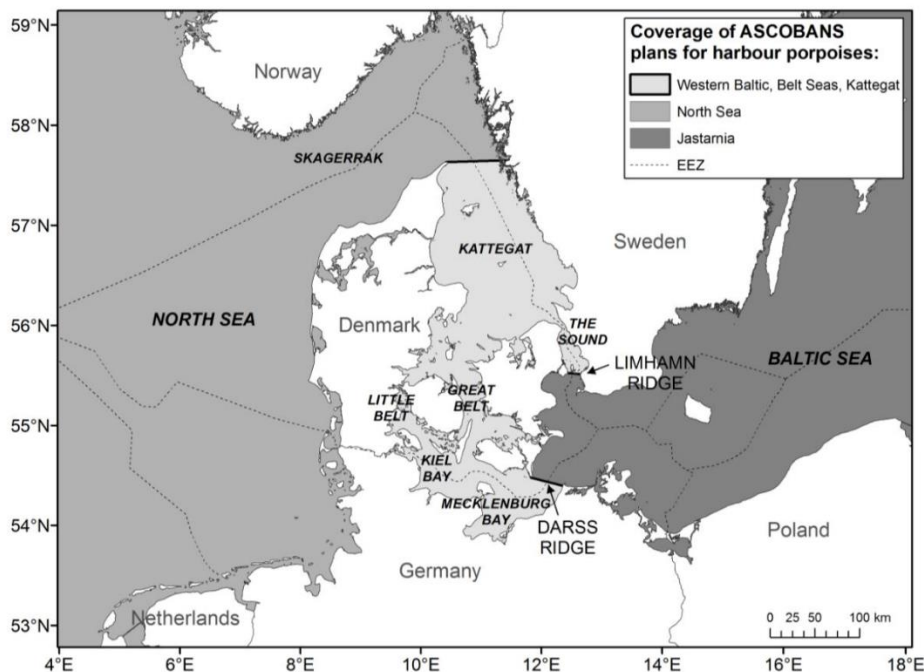 59°N
58°N
57°N
56°N
55°N
54°N
53°N
4°E
6°E
8°E
10°E
12°E
14°E
16°E
18°E
Coverage of ASCOBANS
plans for harbour porpoises:
Western Baltic, Belt Seas, Kattegat
North Sea
Jastarnia
EEZ
Norway
SKAGERRAK
KATTEGAT
Sweden
NORTH SEA
Denmark
THE
SOUND
LIMHAMN
RIDGE
BALTIC SEA
LITTLE
BELT
GREAT
BELT
KIEL
BAY
MECKLENBURG
BAY
DARSS
RIDGE
Poland
Germany
Netherlands
0 25 50 100 km